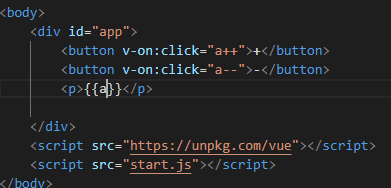 <body>
<div id="app">
<button v-on:click="a++">+</button>
<button v-on:click="a--">-</button>
<p>{{a}}</p>
</div>
<script src="https://unpkg.com/vue"></script>
<script src="start.js"></script>
</body>